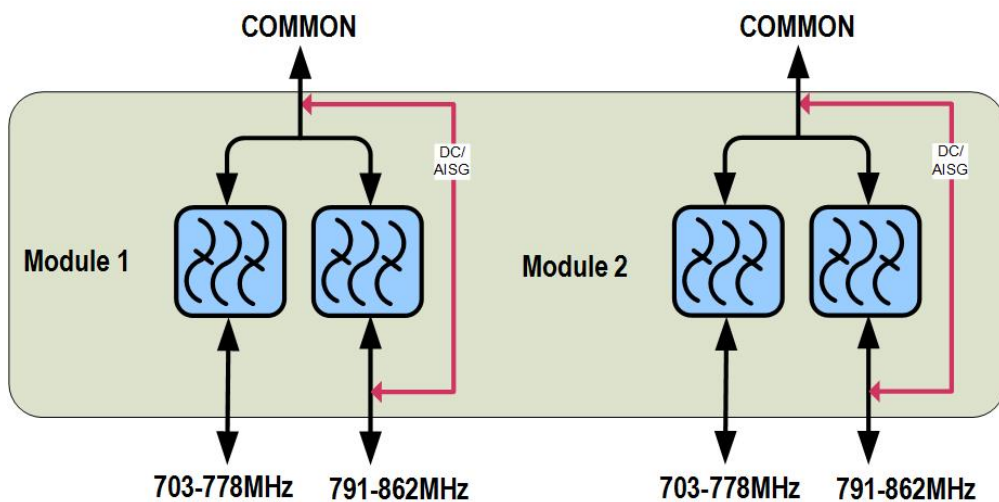 COMMON
COMMON
DC/
AISG
DC/
AISG
Module 1
Module 2
703-778MHz
791-862MHz
703-778MHz
791-862MHz